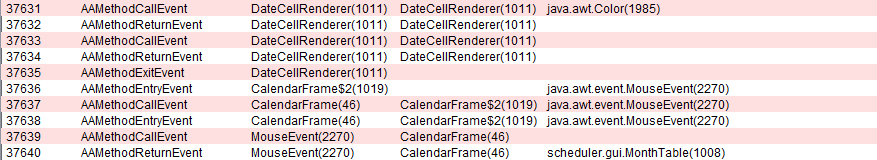 37631 AAMethodCallEvent DateCellRenderer(1011) DateCellRenderer(1011) java.awt.Color(1985)
37632 AAMethodReturnEvent DateCellRenderer(1011) DateCellRenderer(1011)
37633 AAMethodCallEvent DateCellRenderer(1011) DateCellRenderer(1011)
37634 AAMethodReturnEvent DateCellRenderer(1011) DateCellRenderer(1011)
37635 AAMethodExitEvent DateCellRenderer(1011)
37636 AAMethodEntryEvent CalendarFrame$2(1019) java.awt.event.MouseEvent(2270)
37637 AAMethodCallEvent CalendarFrame(46) CalendarFrame$2(1019) java.awt.event.MouseEvent(2270)
37638 AAMethodEntryEvent CalendarFrame(46) CalendarFrame$2(1019) java.awt.event.MouseEvent(2270)
37639 AAMethodCallEvent MouseEvent(2270) CalendarFrame(46)
37640 AAMethodReturnEvent MouseEvent(2270) CalendarFrame(46) scheduler.gui.MonthTable(1008)